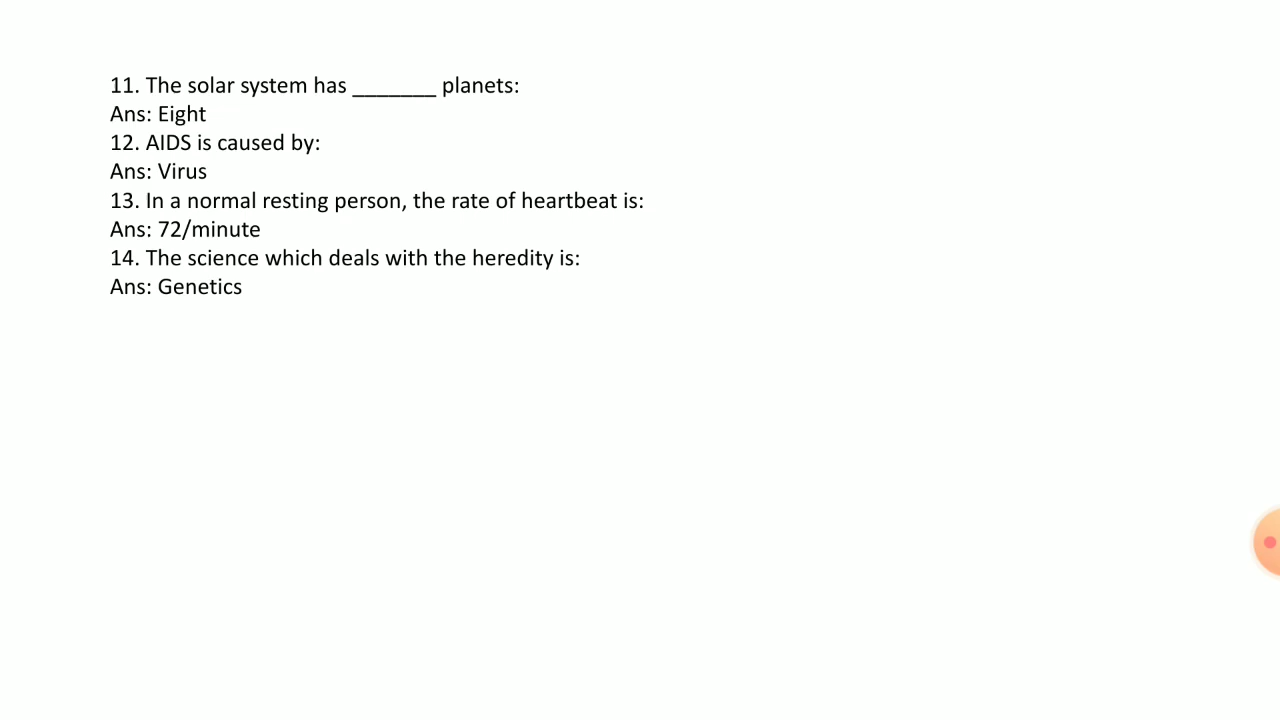 11. The solar system has _______ planets:
Ans: Eight
12. AIDS is caused by:
Ans: Virus
13. In a normal resting person, the rate of heartbeat is:
Ans: 72/minute
14. The science which deals with the heredity is:
Ans: Genetics